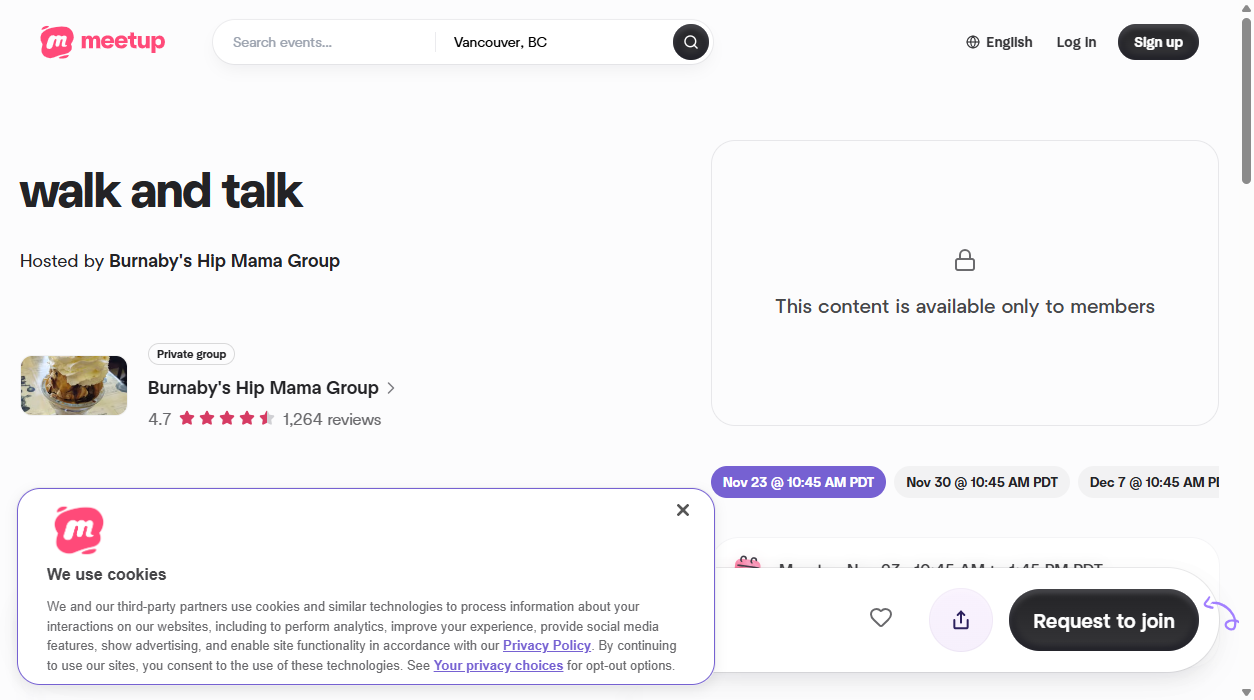 meetup
Search events...
Vancouver, BC
English
Log in
Sign up
walk and talk
Hosted by Burnaby's Hip Mama Group
Private group
Burnaby's Hip Mama Group
4.7
1,264 reviews
This content is available only to members
Nov 23 @ 10:45 AM PDT
Nov 30 @ 10:45 AM PDT
Dec 7 @ 10:45 AM
Request to join
m
We use cookies
We and our third-party partners use cookies and similar technologies to process information about your
interactions on our websites, including to perform analytics, improve your experience, provide social media
features, show advertising, and enable site functionality in accordance with our Privacy Policy. By continuing
to use our sites, you consent to the use of these technologies. See Your privacy choices for opt-out options.